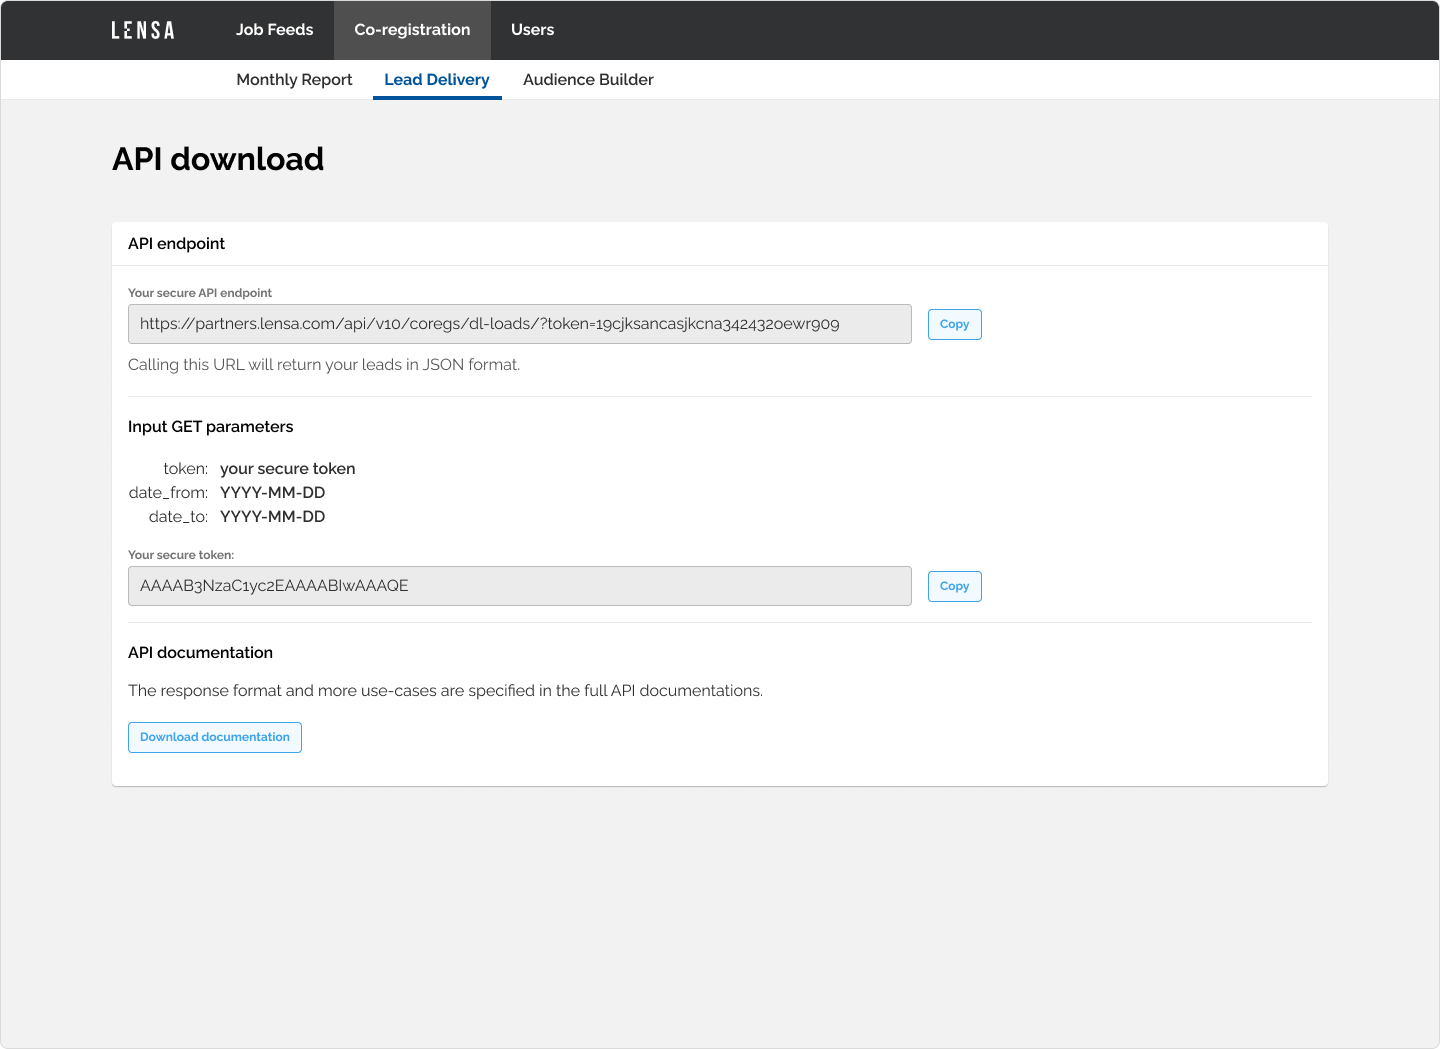 LENSA Job Feeds Co-registration Users
Monthly Report Lead Delivery Audience Builder
API download
API endpoint
Your secure API endpoint
https://partners.lensa.com/api/v10/coregs/dl-loads/?token=19cjksancasjkcna342432oewr909 Copy
Calling this URL will return your leads in JSON format.
Input GET parameters
token: your secure token
date_from: YYYY-MM-DD
date_to: YYYY-MM-DD
Your secure token:
AAAAB3NzaC1yc2EAAAABIwAAAQE Copy
API documentation
The response format and more use-cases are specified in the full API documentations.
Download documentation